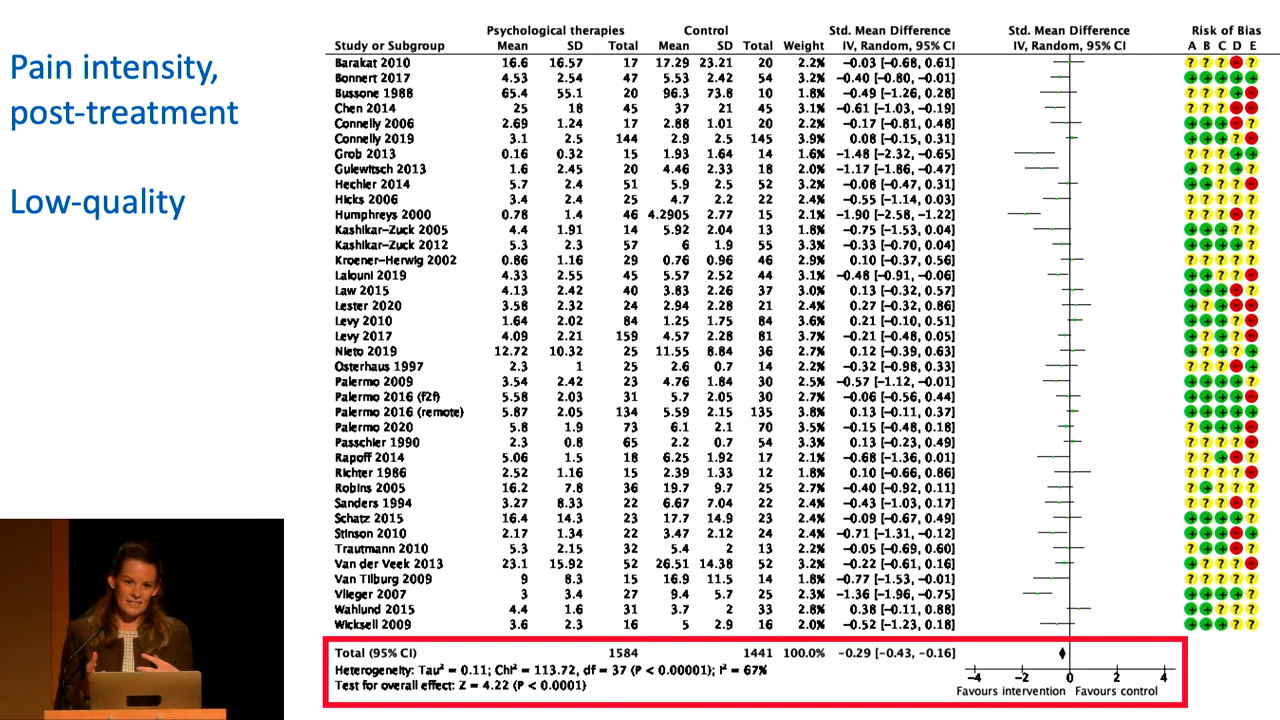 Pain intensity,
post-treatment
Low-quality
Psychological therapies Control Std. Mean Difference Std. Mean Difference Risk of Bias
Study or Subgroup Mean SD Total Mean SD Total Weight IV, Random, 95% CI IV, Random, 95% CI A B C D E
Barakat 2010 16.6 16.57 17 17.29 23.21 20 2.2% −0.03 [−0.68, 0.61] ? ? ? − ?
Bonnert 2017 4.53 2.54 47 5.53 2.42 54 3.1% −0.40 [−0.80, −0.01] + + + + +
Bussone 1988 65.4 55.1 20 96.3 73.8 10 1.8% −0.49 [−1.26, 0.28] ? ? ? + −
Chen 2014 25 18 45 37 21 45 3.1% −0.61 [−1.03, −0.19] ? ? ? − −
Connelly 2006 2.69 1.24 17 2.88 1.01 20 2.2% −0.17 [−0.81, 0.48] + + + − ?
Connelly 2019 3.1 2.5 144 2.9 2.5 145 3.9% 0.08 [−0.15, 0.31] ? + + + −
Grob 2013 0.16 0.32 15 1.93 1.64 14 1.6% −1.48 [−2.32, −0.65] ? ? ? + +
Gulewitsch 2013 1.6 2.45 20 4.46 2.33 18 2.0% −1.17 [−1.86, −0.47] ? + ? + ?
Hechler 2014 5.7 2.4 51 5.9 2.5 52 3.2% −0.08 [−0.47, 0.31] + + ? ? −
Hicks 2006 3.4 2.4 25 4.7 2.2 22 2.4% −0.55 [−1.14, 0.03] + ? ? ? ?
Humphreys 2000 0.78 1.4 46 4.2905 2.77 15 2.1% −1.90 [−2.58, −1.22] ? ? ? − ?
Kashikar−Zuck 2005 4.4 1.91 14 5.92 2.04 13 1.8% −0.75 [−1.53, 0.04] + + + + ?
Kashikar−Zuck 2012 5.3 2.3 57 6 1.9 55 3.2% −0.33 [−0.70, 0.04] + + + + ?
Kroener−Herwig 2002 0.86 1.16 29 0.76 0.96 46 2.9% 0.10 [−0.37, 0.56] ? ? ? ? ?
Lalouni 2019 4.33 2.55 45 5.57 2.52 44 3.1% −0.48 [−0.91, −0.06] + + ? + −
Law 2015 4.13 2.42 40 3.83 2.26 37 3.0% 0.13 [−0.32, 0.57] + + + − ?
Lester 2020 3.58 2.32 24 2.94 2.28 21 2.4% 0.27 [−0.32, 0.86] + ? + − −
Levy 2010 1.64 2.02 84 1.25 1.75 84 3.6% 0.21 [−0.10, 0.51] + + + ? −
Levy 2017 4.09 2.21 159 4.57 2.28 81 3.7% −0.21 [−0.48, 0.05] ? + ? + −
Nieto 2019 12.72 10.32 25 11.55 8.84 36 2.7% 0.12 [−0.39, 0.63] + + ? − +
Osterhaus 1997 2.3 1 25 2.6 0.7 14 2.2% −0.32 [−0.98, 0.33] ? ? ? − +
Palermo 2009 3.54 2.42 23 4.76 1.84 30 2.5% −0.57 [−1.12, −0.01] + + + + ?
Palermo 2016 (f2f) 5.58 2.03 31 5.7 2.05 30 2.8% −0.06 [−0.56, 0.44] + + + + −
Palermo 2016 (remote) 5.87 2.05 134 5.59 2.15 135 3.8% 0.13 [−0.11, 0.37] + + + + +
Palermo 2020 5.8 1.9 73 6.1 2.1 70 3.4% −0.15 [−0.48, 0.18] ? + + + −
Passchier 1990 2.3 0.8 65 2.2 0.7 54 3.3% 0.13 [−0.23, 0.49] ? ? ? ? −
Rapoff 2014 5.06 1.5 18 6.25 1.92 17 2.1% −0.68 [−1.36, 0.01] ? ? + − ?
Richter 1986 2.52 1.16 15 2.39 1.33 12 1.8% 0.10 [−0.66, 0.86] ? ? ? ? −
Robins 2005 16.2 7.8 36 19.7 9.7 25 2.7% −0.40 [−0.92, 0.11] ? + ? ? ?
Sanders 1994 3.27 8.33 22 6.67 7.04 22 2.4% −0.43 [−1.03, 0.17] ? ? ? − ?
Schatz 2015 16.4 14.3 23 17.7 14.9 23 2.4% −0.09 [−0.67, 0.49] + + + + ?
Stinson 2010 2.17 1.34 22 3.47 2.12 24 2.4% −0.71 [−1.31, −0.12] + + + − +
Trautmann 2010 5.3 2.15 32 5.4 2 13 2.2% −0.05 [−0.69, 0.60] ? + + − ?
Van der Veek 2013 23.1 15.92 52 26.51 14.38 52 3.2% −0.22 [−0.61, 0.16] + + ? ? −
Van Tilburg 2009 9 8.3 15 16.9 11.5 14 1.8% −0.77 [−1.53, −0.01] ? ? ? ? ?
Vlieger 2007 3 3.4 27 9.4 5.7 25 2.3% −1.36 [−1.96, −0.75] + + + ? ?
Wahlund 2015 4.4 1.6 31 3.7 2 33 2.8% 0.38 [−0.11, 0.88] + + ? ? ?
Wicksell 2009 3.6 2.3 16 5 2.9 16 2.0% −0.52 [−1.23, 0.18] + + + ? ?
Total (95% CI) 1584 1441 100.0% −0.29 [−0.43, −0.16]
Heterogeneity: Tau² = 0.11; Chi² = 113.72, df = 37 (P < 0.00001); I² = 67%
Test for overall effect: Z = 4.22 (P < 0.0001)
−4 −2 0 2 4
Favours intervention Favours control